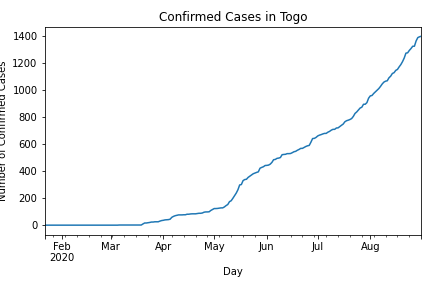 Confirmed Cases in Togo
Number of Confirmed Cases
1400
1200
1000
800
600
400
200
0
Feb Mar Apr May Jun Jul Aug
2020
Day